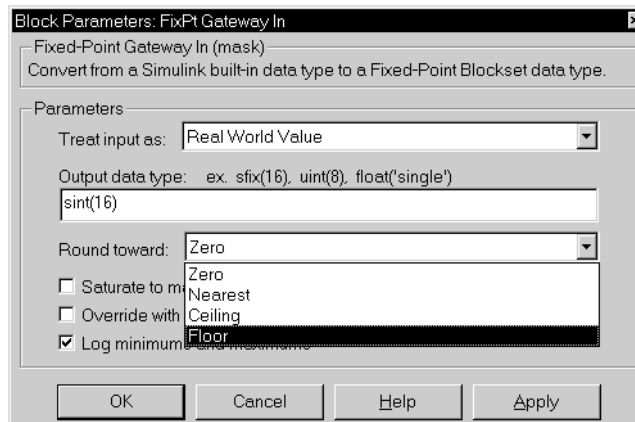 Block Parameters: FixPt Gateway In
Fixed-Point Gateway In (mask)
Convert from a Simulink built-in data type to a Fixed-Point Blockset data type.
Parameters
Treat input as: Real World Value
Output data type: ex. sfix(16), uint(8), float('single')
sint(16)
Round toward: Zero
Zero
Saturate to
Nearest
Override with
Ceiling
Log minimums and maximums
Floor
OK Cancel Help Apply